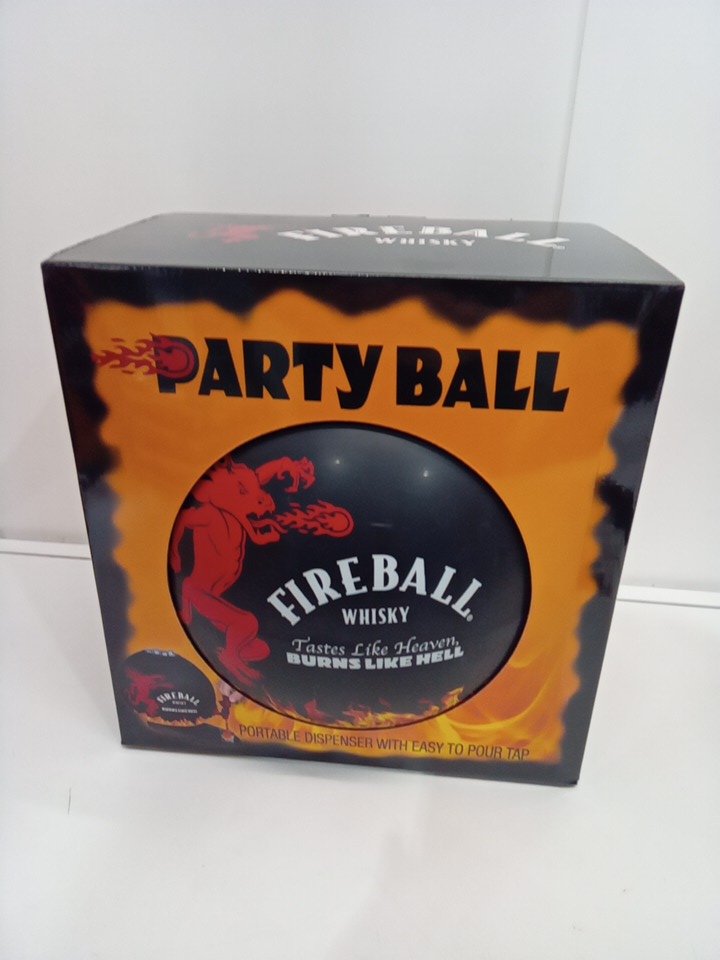 FIREBALL®
WHISKY
PARTY BALL
FIREBALL®
WHISKY
Tastes Like Heaven,
BURNS LIKE HELL
FIREBALL
PORTABLE DISPENSER WITH EASY TO POUR TAP